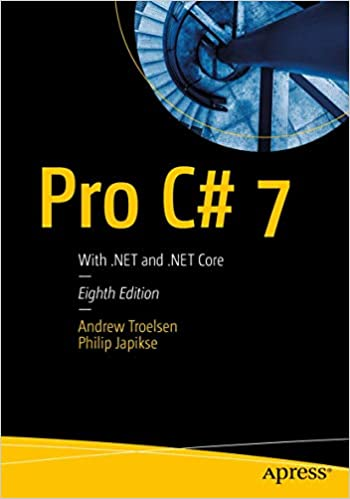 Pro C# 7
With .NET and .NET Core
Eighth Edition
Andrew Troelsen
Philip Japikse
Apress®